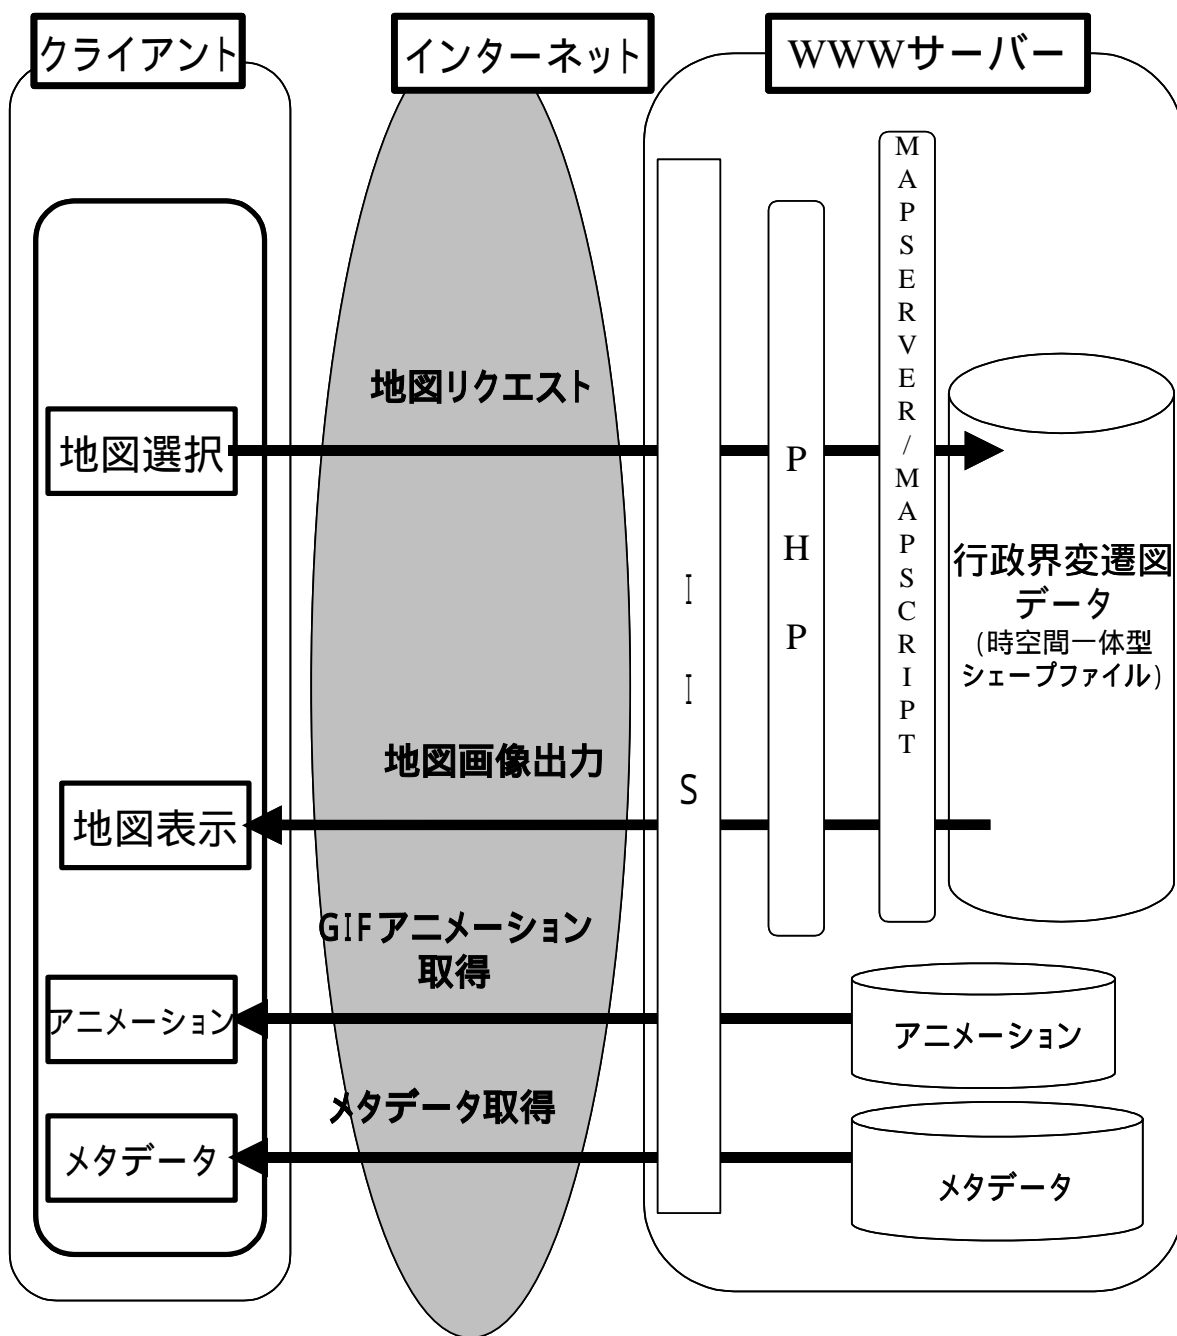 クライアント
インターネット
WWWサーバー
MAPSERVER/MAPSCRIPT
PHP
IIS
地図リクエスト
地図選択
行政界変遷図
データ
(時空間一体型
シェープファイル)
地図画像出力
地図表示
GIFアニメーション
取得
アニメーション
アニメーション
メタデータ取得
メタデータ
メタデータ